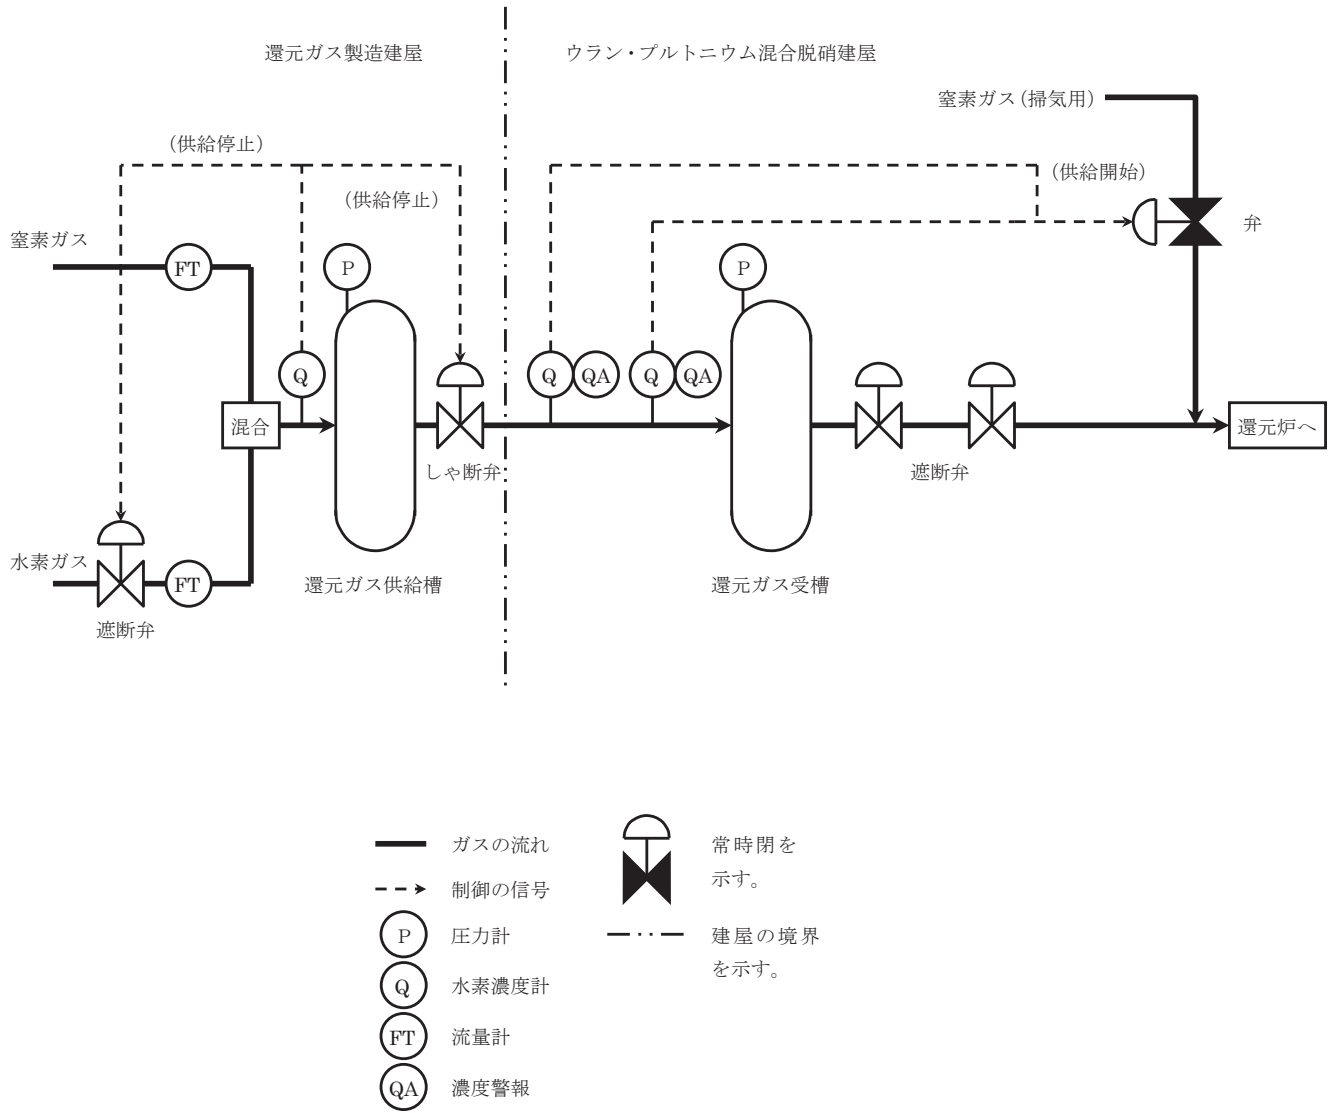 還元ガス製造建屋
ウラン・プルトニウム混合脱硝建屋
窒素ガス(掃気用)
(供給停止)
(供給停止)
(供給開始)
弁
窒素ガス
FT
P
P
Q
Q
QA
Q
QA
混合
還元炉へ
しゃ断弁
遮断弁
水素ガス
FT
還元ガス供給槽
還元ガス受槽
遮断弁
ガスの流れ
常時閉を
示す。
制御の信号
P
圧力計
建屋の境界
を示す。
Q
水素濃度計
FT
流量計
QA
濃度警報